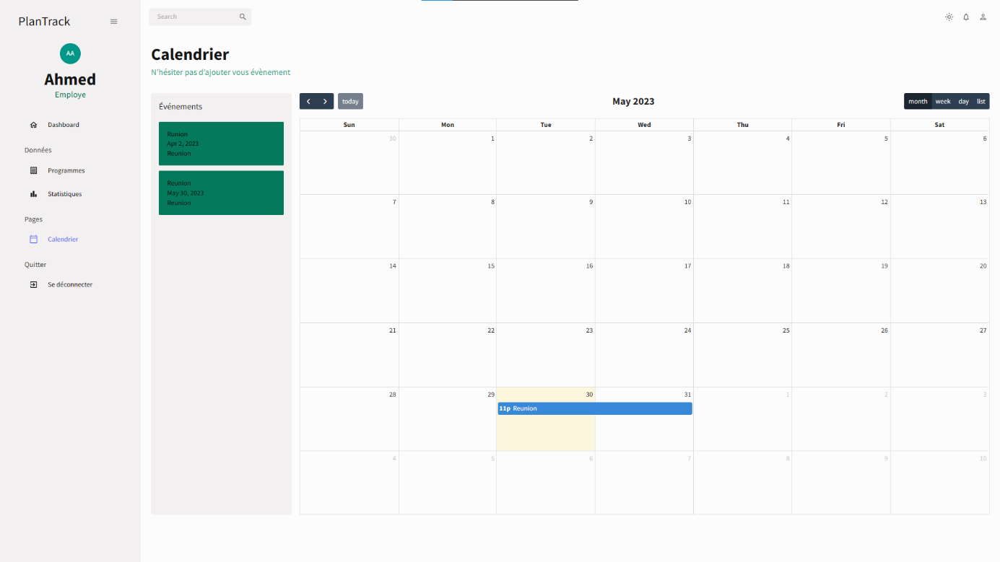 PlanTrack
AA
Ahmed
Employe
Dashboard
Données
Programmes
Statistiques
Pages
Calendrier
Quitter
Se déconnecter
Search
Calendrier
N'hésiter pas d'ajouter vous évènement
Événements
Runion
Apr 2, 2023
Reunion
Reunion
May 30, 2023
Reunion
today
May 2023
month week day list
Sun Mon Tue Wed Thu Fri Sat
30 1 2 3 4 5 6
7 8 9 10 11 12 13
14 15 16 17 18 19 20
21 22 23 24 25 26 27
28 29 30 31 1 2 3
11p Reunion
4 5 6 7 8 9 10